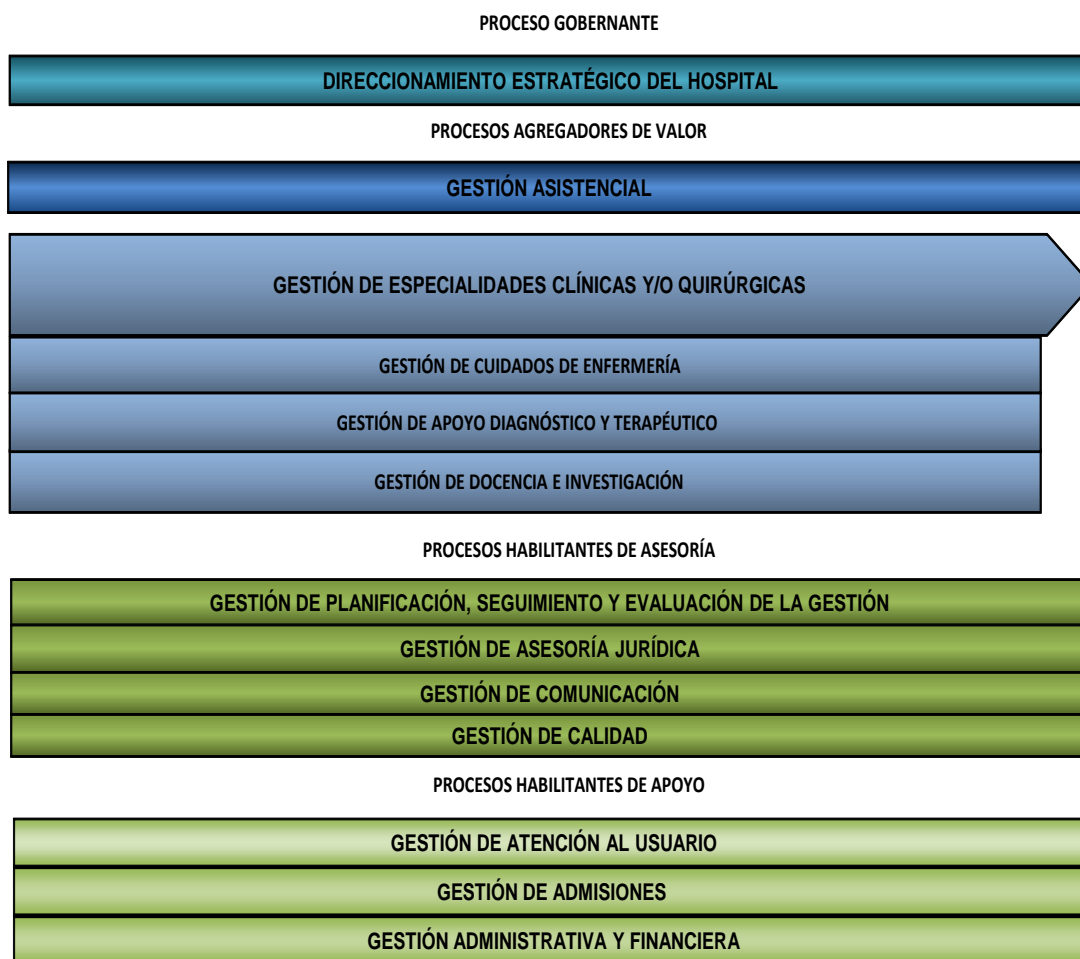 PROCESO GOBERNANTE
DIRECCIONAMIENTO ESTRATÉGICO DEL HOSPITAL
PROCESOS AGREGADORES DE VALOR
GESTIÓN ASISTENCIAL
GESTIÓN DE ESPECIALIDADES CLÍNICAS Y/O QUIRÚRGICAS
GESTIÓN DE CUIDADOS DE ENFERMERÍA
GESTIÓN DE APOYO DIAGNÓSTICO Y TERAPÉUTICO
GESTIÓN DE DOCENCIA E INVESTIGACIÓN
PROCESOS HABILITANTES DE ASESORÍA
GESTIÓN DE PLANIFICACIÓN, SEGUIMIENTO Y EVALUACIÓN DE LA GESTIÓN
GESTIÓN DE ASESORÍA JURÍDICA
GESTIÓN DE COMUNICACIÓN
GESTIÓN DE CALIDAD
PROCESOS HABILITANTES DE APOYO
GESTIÓN DE ATENCIÓN AL USUARIO
GESTIÓN DE ADMISIONES
GESTIÓN ADMINISTRATIVA Y FINANCIERA